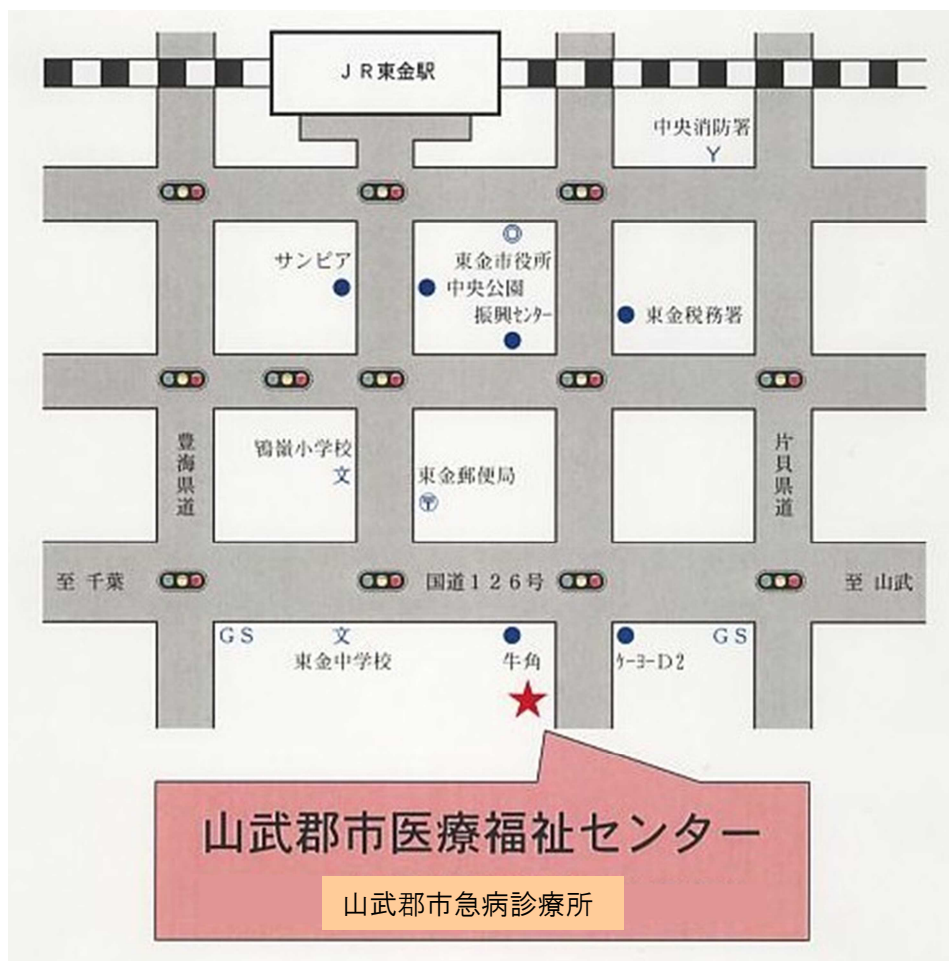 ＪＲ東金駅
中央消防署
サンピア
東金市役所
中央公園
振興ｾﾝﾀｰ
東金税務署
豊海県道
鴇嶺小学校
文
東金郵便局
〒
片貝県道
至 千葉
国道１２６号
至 山武
ＧＳ
文
東金中学校
牛角
ｹｰﾖｰD2
ＧＳ
山武郡市医療福祉センター
山武郡市急病診療所